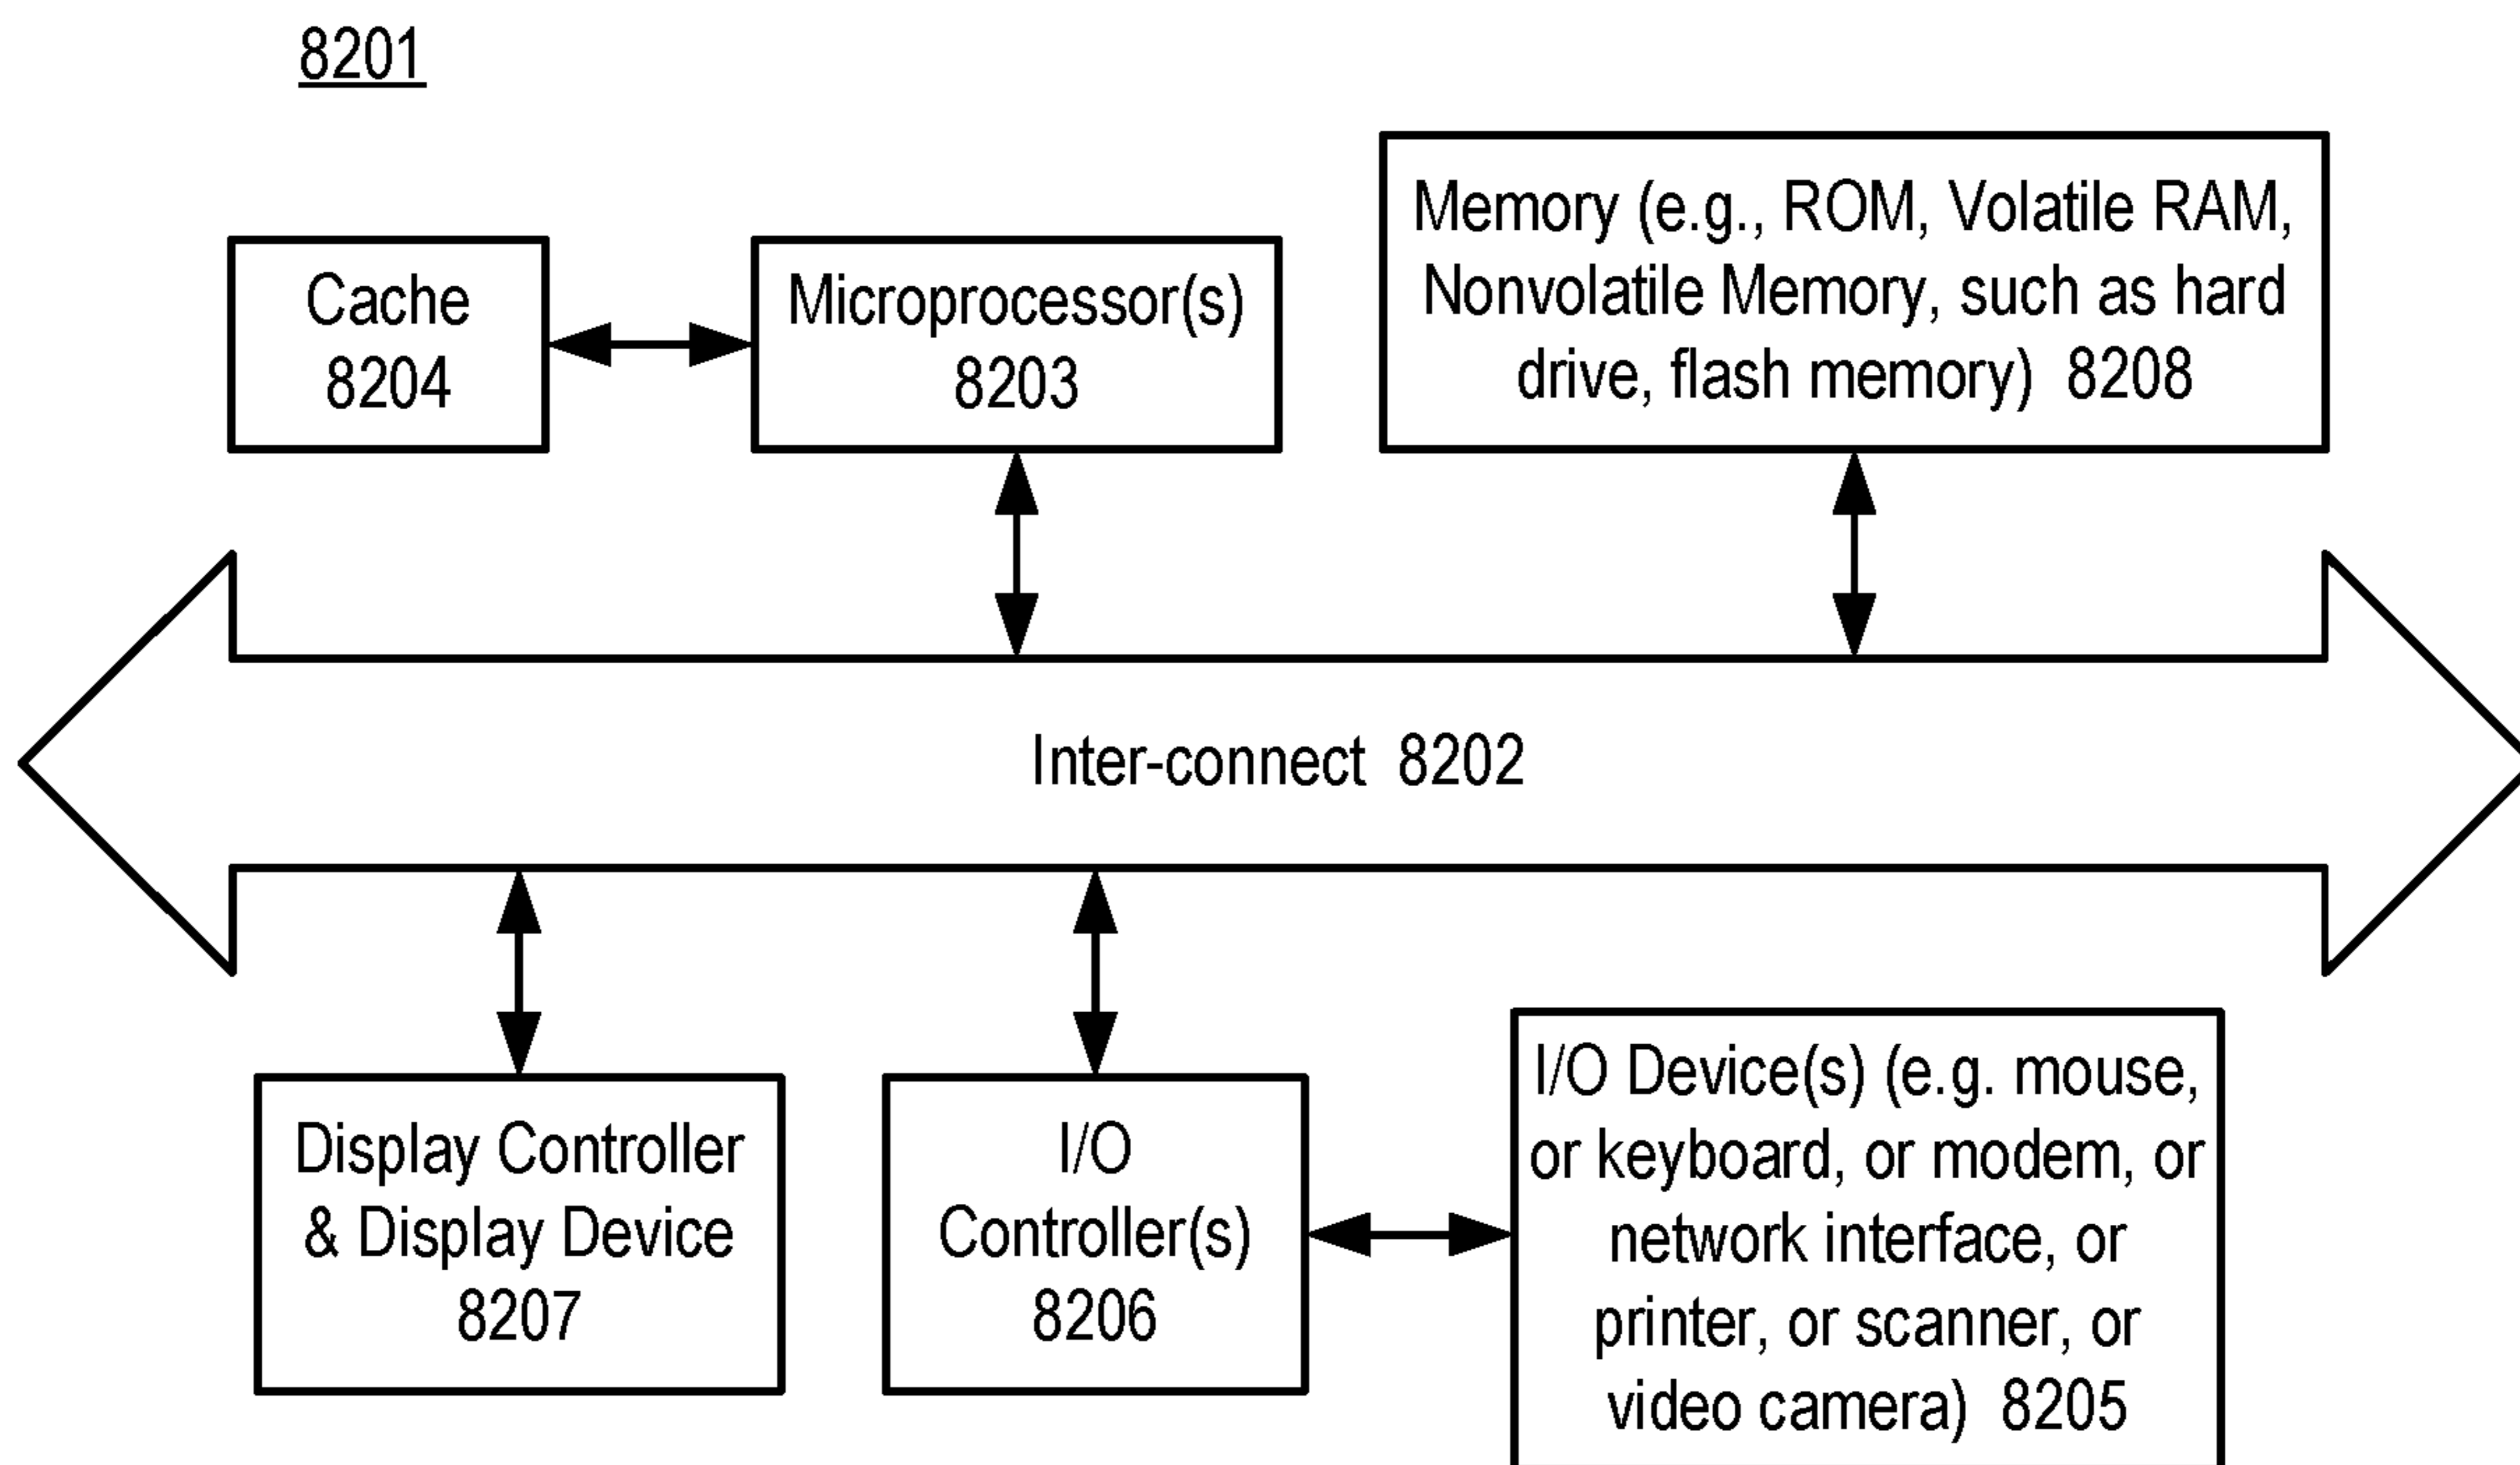 8201
Cache
8204
Microprocessor(s)
8203
Memory (e.g., ROM, Volatile RAM,
Nonvolatile Memory, such as hard
drive, flash memory) 8208
Inter-connect 8202
Display Controller
& Display Device
8207
I/O
Controller(s)
8206
I/O Device(s) (e.g. mouse,
or keyboard, or modem, or
network interface, or
printer, or scanner, or
video camera) 8205